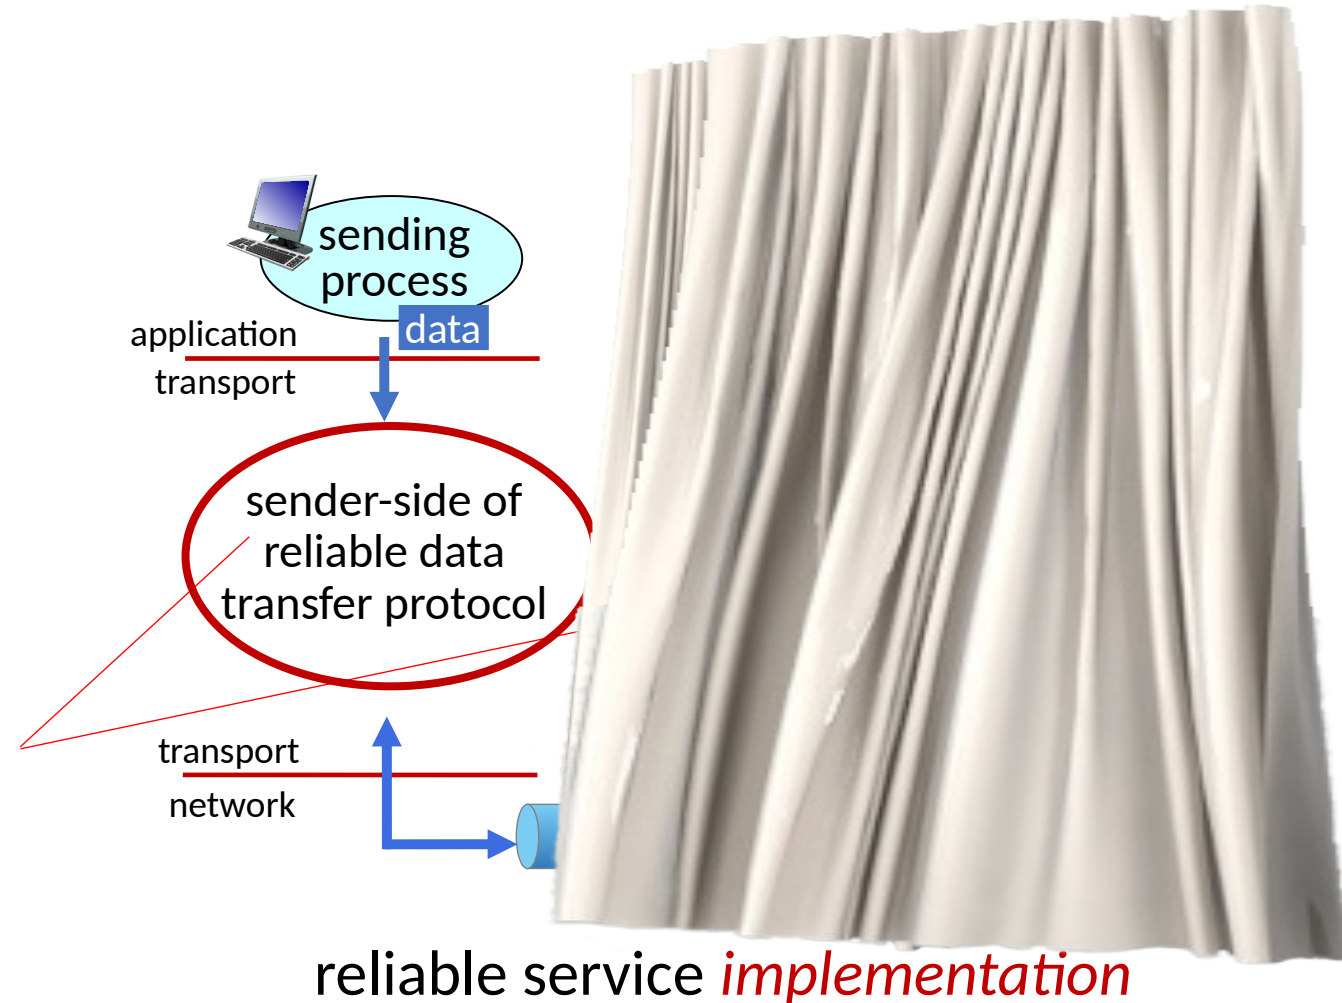 sending
process
data
application
transport
sender-side of
reliable data
transfer protocol
transport
network
reliable service implementation